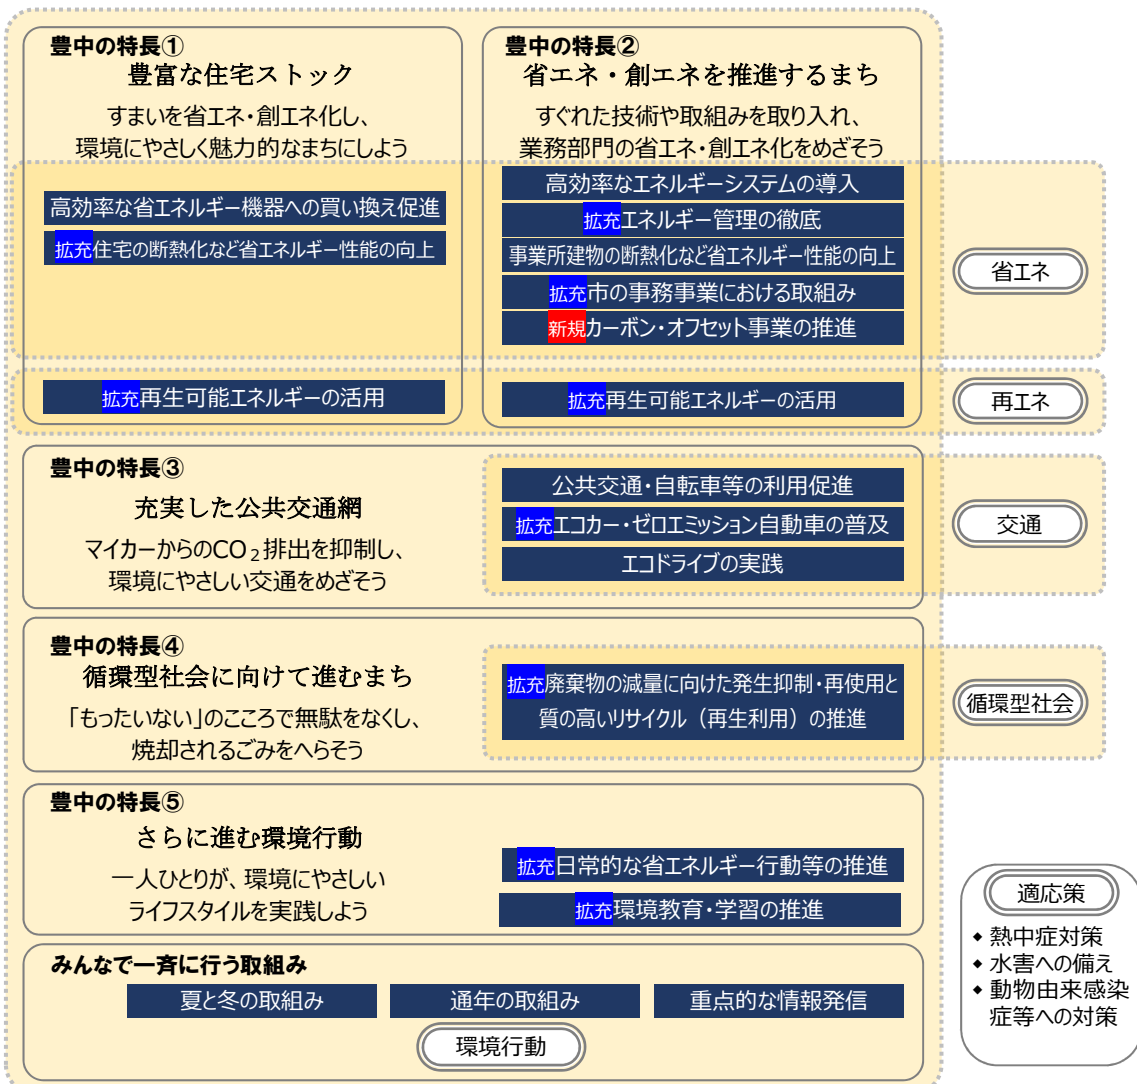 豊中の特長①
豊富な住宅ストック
すまいを省エネ・創エネ化し、
環境にやさしく魅力的なまちにしよう
高効率な省エネルギー機器への買い換え促進
拡充住宅の断熱化など省エネルギー性能の向上
拡充再生可能エネルギーの活用
豊中の特長②
省エネ・創エネを推進するまち
すぐれた技術や取組みを取り入れ、
業務部門の省エネ・創エネ化をめざそう
高効率なエネルギーシステムの導入
拡充エネルギー管理の徹底
事業所建物の断熱化など省エネルギー性能の向上
拡充市の事務事業における取組み
新規カーボン・オフセット事業の推進
拡充再生可能エネルギーの活用
省エネ
再エネ
豊中の特長③
充実した公共交通網
マイカーからのCO₂排出を抑制し、
環境にやさしい交通をめざそう
公共交通・自転車等の利用促進
拡充エコカー・ゼロエミッション自動車の普及
エコドライブの実践
交通
豊中の特長④
循環型社会に向けて進むまち
「もったいない」のこころで無駄をなくし、
焼却されるごみをへらそう
拡充廃棄物の減量に向けた発生抑制・再使用と
質の高いリサイクル（再生利用）の推進
循環型社会
豊中の特長⑤
さらに進む環境行動
一人ひとりが、環境にやさしい
ライフスタイルを実践しよう
拡充日常的な省エネルギー行動等の推進
拡充環境教育・学習の推進
みんなで一斉に行う取組み
夏と冬の取組み
通年の取組み
重点的な情報発信
環境行動
適応策
◆ 熱中症対策
◆ 水害への備え
◆ 動物由来感染
症等への対策